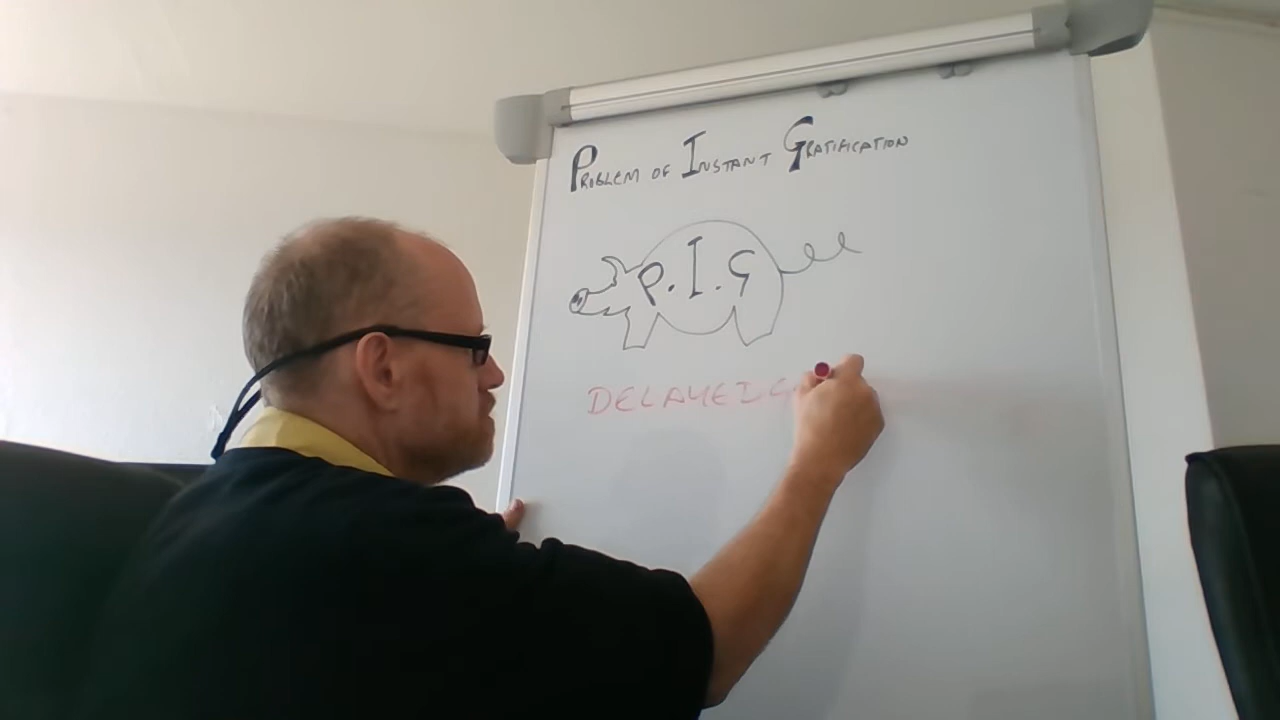 PROBLEM OF INSTANT GRATIFICATION
P.I.G
DELAYED G